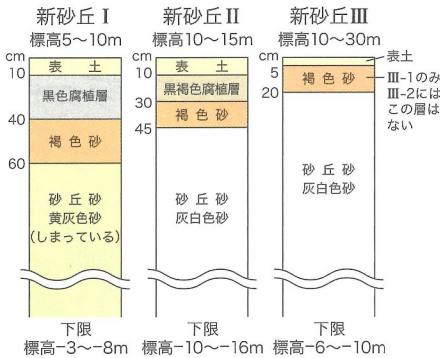 新砂丘Ⅰ
標高5〜10m
cm
10
表　土
黒色腐植層
40
褐 色 砂
60
砂 丘 砂
黄灰色砂
(しまっている)
下限
標高−3〜−8m
新砂丘Ⅱ
標高10〜15m
cm
10
表　土
黒褐色腐植層
30
褐 色 砂
45
砂 丘 砂
灰白色砂
下限
標高−10〜−16m
新砂丘Ⅲ
標高10〜30m
cm
表土
5
褐 色 砂
20
Ⅲ-1のみ
Ⅲ-2には
この層は
ない
砂 丘 砂
灰白色砂
下限
標高−6〜−10m